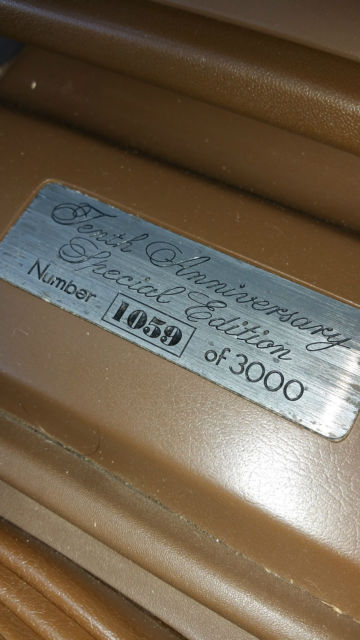 Tenth Anniversary
Special Edition
Number 1059 of 3000